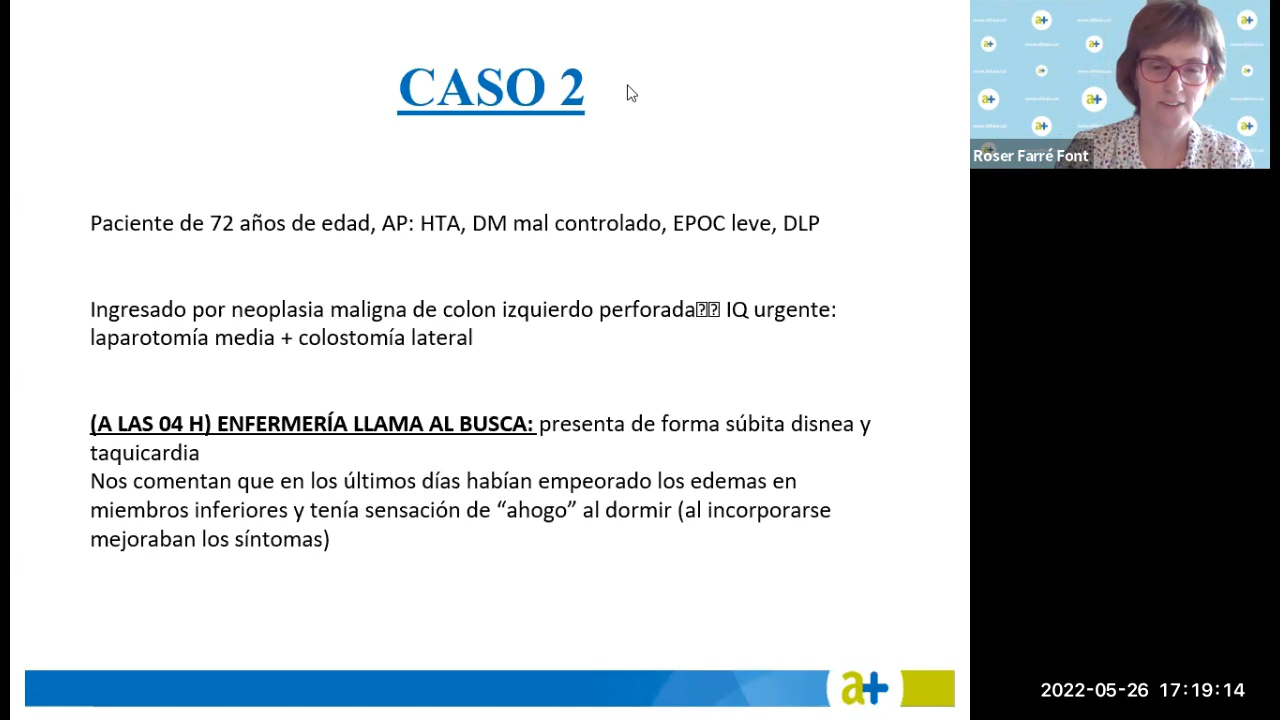 CASO 2
Paciente de 72 años de edad, AP: HTA, DM mal controlado, EPOC leve, DLP
Ingresado por neoplasia maligna de colon izquierdo perforada IQ urgente:
laparotomía media + colostomía lateral
(A LAS 04 H) ENFERMERÍA LLAMA AL BUSCA: presenta de forma súbita disnea y
taquicardia
Nos comentan que en los últimos días habían empeorado los edemas en
miembros inferiores y tenía sensación de “ahogo” al dormir (al incorporarse
mejoraban los síntomas)
a+
Roser Farré Font
2022-05-26 17:19:14